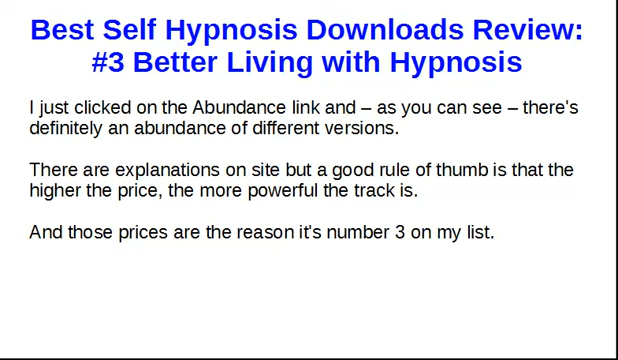 Best Self Hypnosis Downloads Review:
#3 Better Living with Hypnosis
I just clicked on the Abundance link and – as you can see – there's
definitely an abundance of different versions.
There are explanations on site but a good rule of thumb is that the
higher the price, the more powerful the track is.
And those prices are the reason it's number 3 on my list.